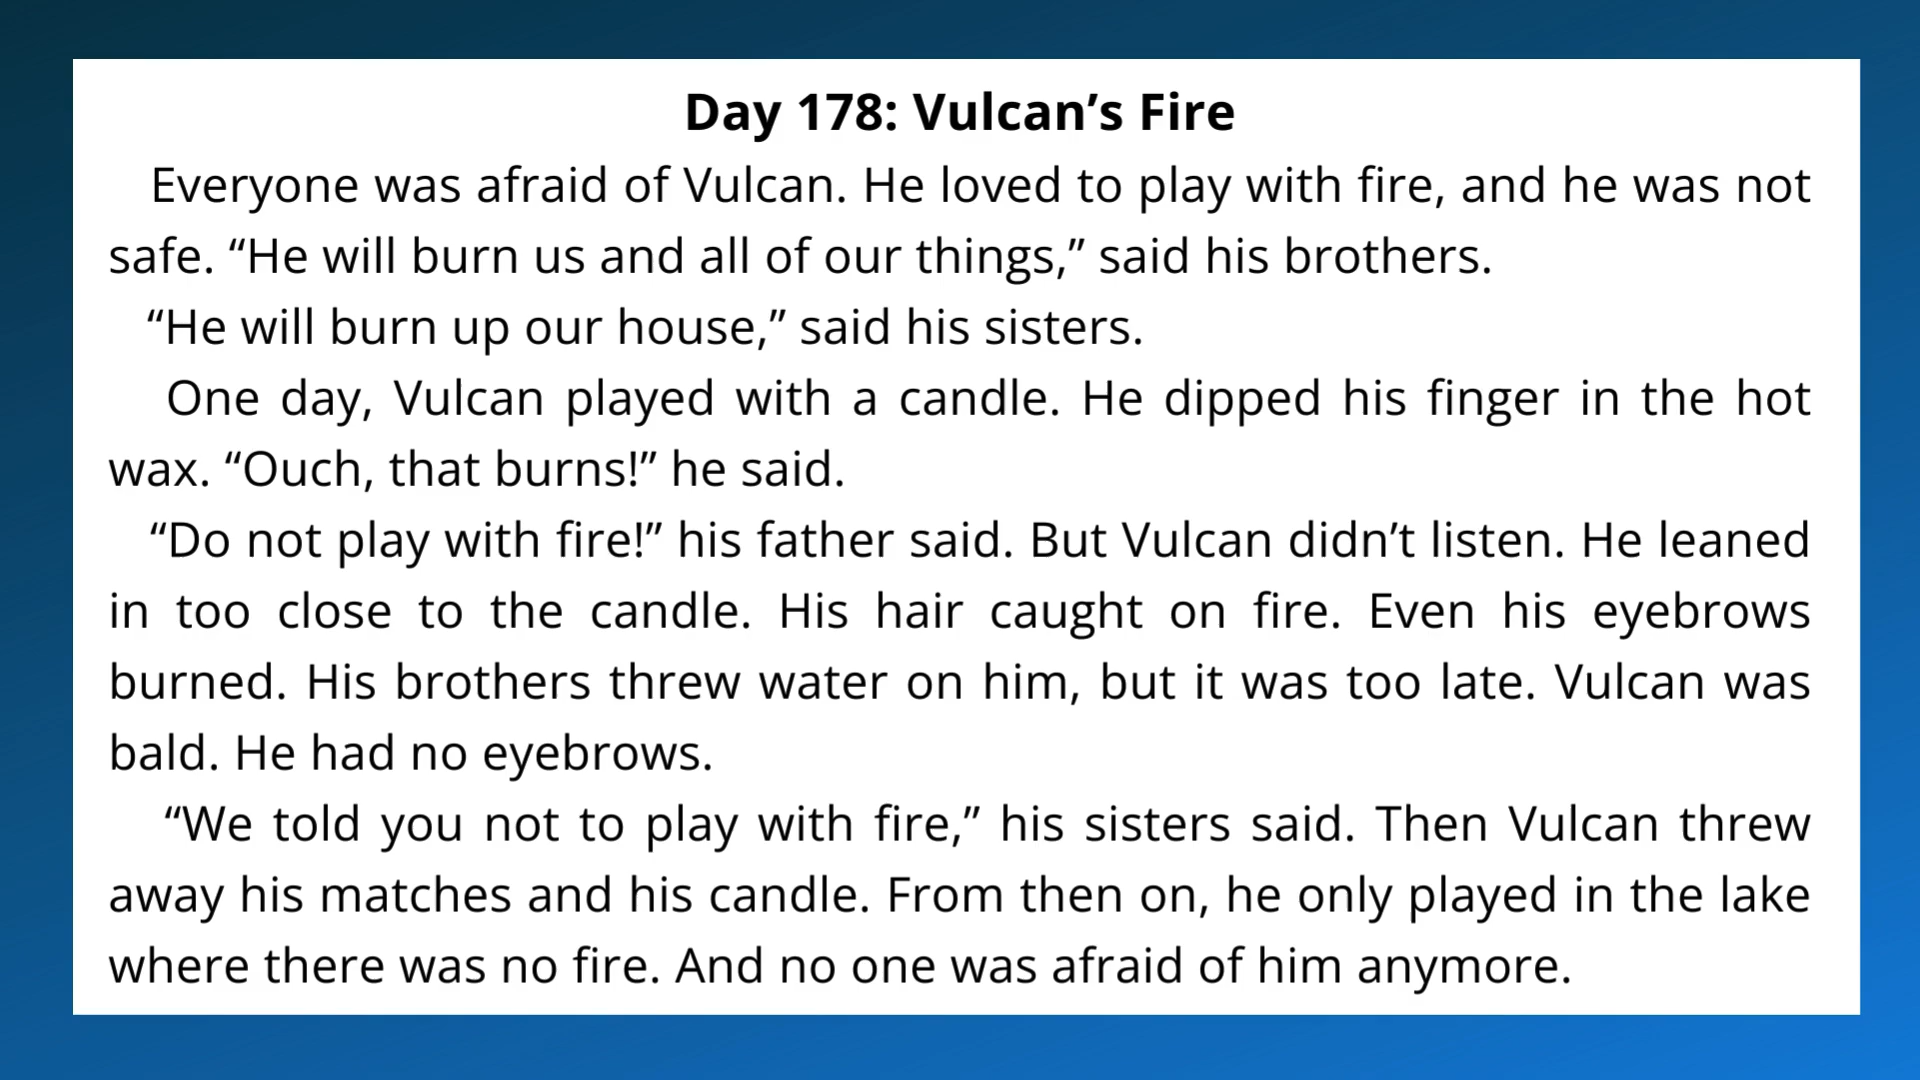 Day 178: Vulcan’s Fire
Everyone was afraid of Vulcan. He loved to play with fire, and he was not
safe. “He will burn us and all of our things,” said his brothers.
“He will burn up our house,” said his sisters.
One day, Vulcan played with a candle. He dipped his finger in the hot
wax. “Ouch, that burns!” he said.
“Do not play with fire!” his father said. But Vulcan didn’t listen. He leaned
in too close to the candle. His hair caught on fire. Even his eyebrows
burned. His brothers threw water on him, but it was too late. Vulcan was
bald. He had no eyebrows.
“We told you not to play with fire,” his sisters said. Then Vulcan threw
away his matches and his candle. From then on, he only played in the lake
where there was no fire. And no one was afraid of him anymore.